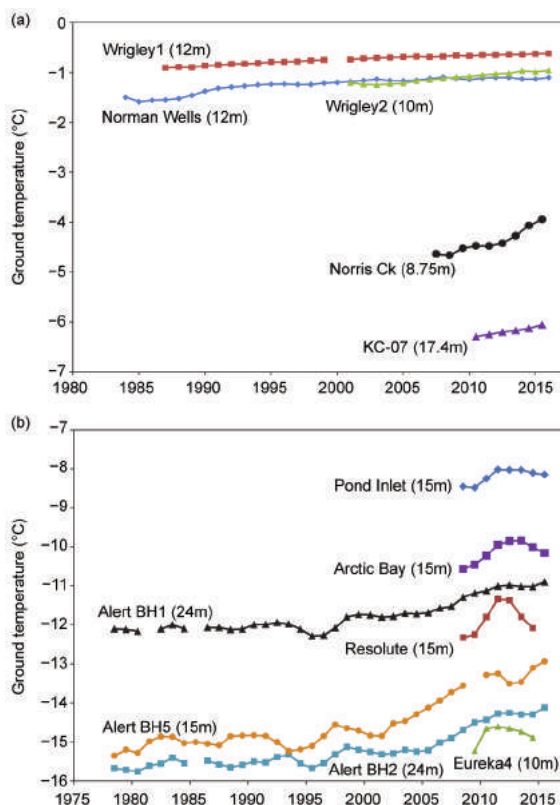 (a)
0
Wrigley1 (12m)
−1
Norman Wells (12m)
Wrigley2 (10m)
−2
−3
Ground temperature (°C)
−4
Norris Ck (8.75m)
−5
−6
KC-07 (17.4m)
−7
1980 1985 1990 1995 2000 2005 2010 2015
(b)
−7
−8
Pond Inlet (15m)
−9
−10
Arctic Bay (15m)
Ground temperature (°C)
−11
Alert BH1 (24m)
−12
Resolute
(15m)
−13
−14
Alert BH5 (15m)
−15
Alert BH2 (24m)
Eureka4 (10m)
−16
1975 1980 1985 1990 1995 2000 2005 2010 2015